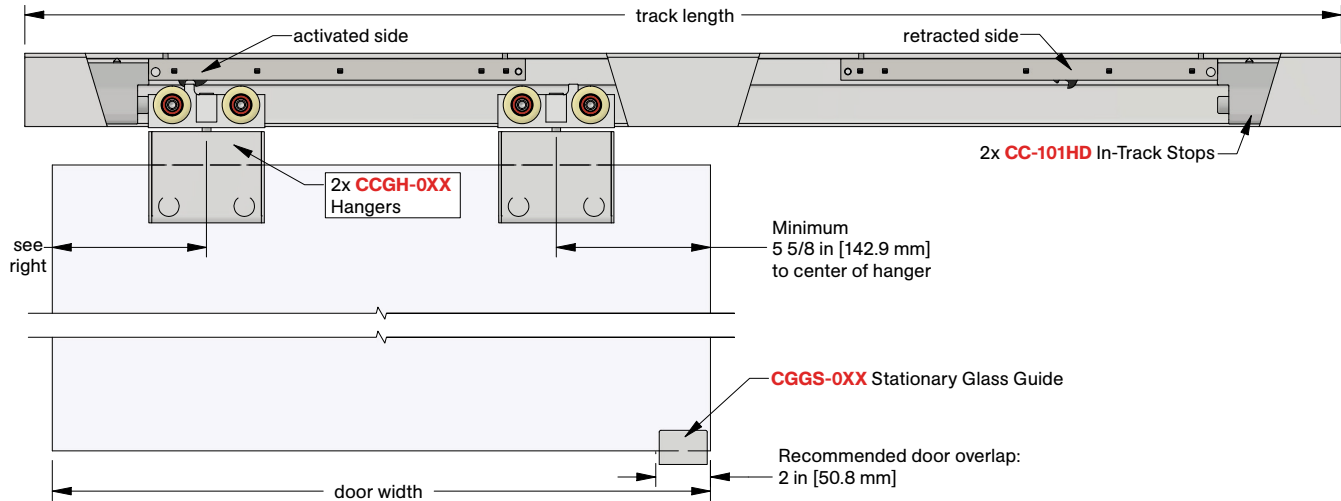 track length
activated side
retracted side
2x CC-101HD In-Track Stops
2x CCGH-0XX
Hangers
see
right
Minimum
5 5/8 in [142.9 mm]
to center of hanger
CGGS-0XX Stationary Glass Guide
Recommended door overlap:
2 in [50.8 mm]
door width